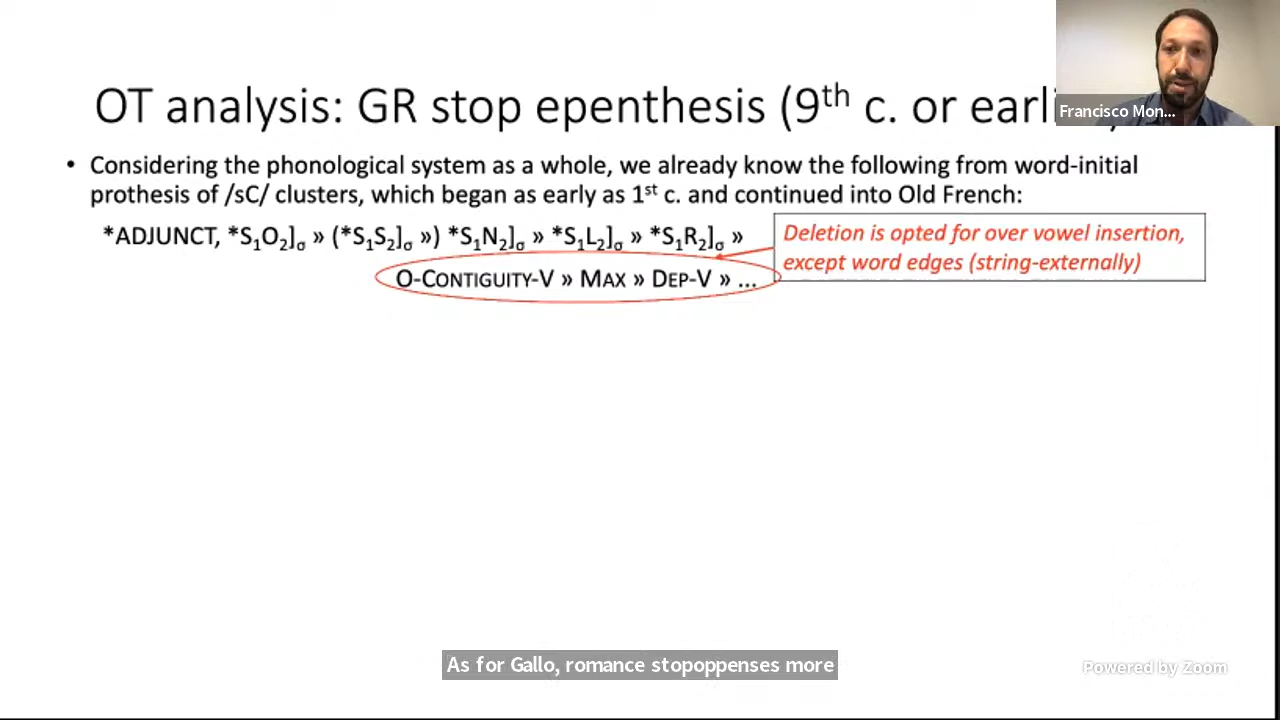 OT analysis: GR stop epenthesis (9th c. or earli
Francisco Mon...
• Considering the phonological system as a whole, we already know the following from word-initial
prothesis of /sC/ clusters, which began as early as 1st c. and continued into Old French:
*ADJUNCT, *S1O2]σ » (*S1S2]σ ») *S1N2]σ » *S1L2]σ » *S1R2]σ »
O-CONTIGUITY-V » MAX » DEP-V » ...
Deletion is opted for over vowel insertion,
except word edges (string-externally)
As for Gallo, romance stopoppenses more
Powered by Zoom